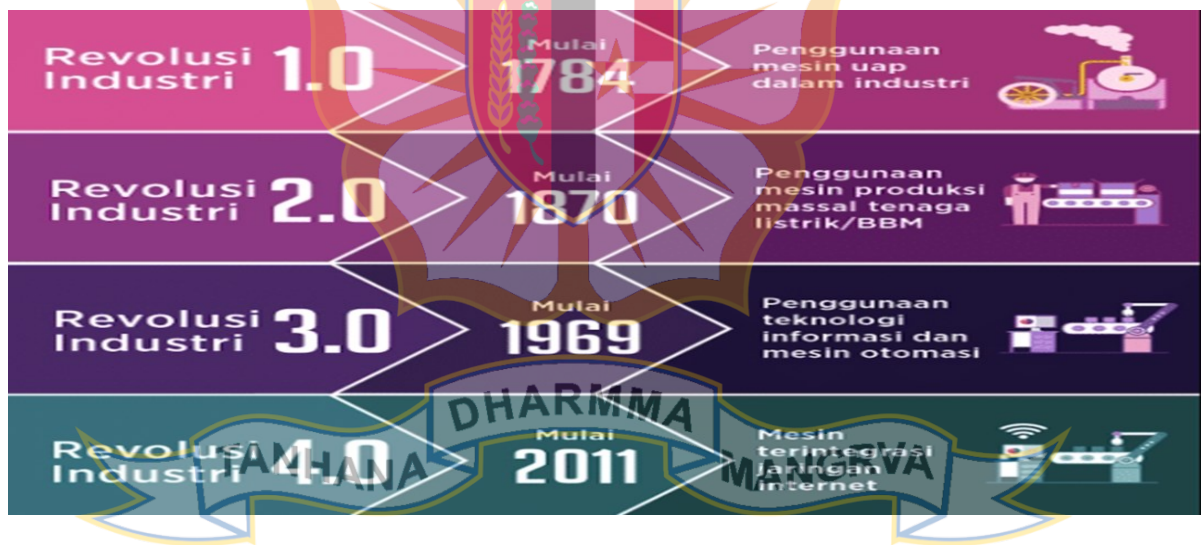 Revolusi
Industri 1.0
Mulai
1784
Penggunaan
mesin uap
dalam industri
Revolusi
Industri 2.0
Mulai
1870
Penggunaan
mesin produksi
massal tenaga
listrik/BBM
Revolusi
Industri 3.0
Mulai
1969
Penggunaan
teknologi
informasi dan
mesin otomasi
Revolusi
Industri 4.0
Mulai
2011
Mesin
terintegrasi
jaringan
internet
TANHANA
DHARMMA
MANGRVA